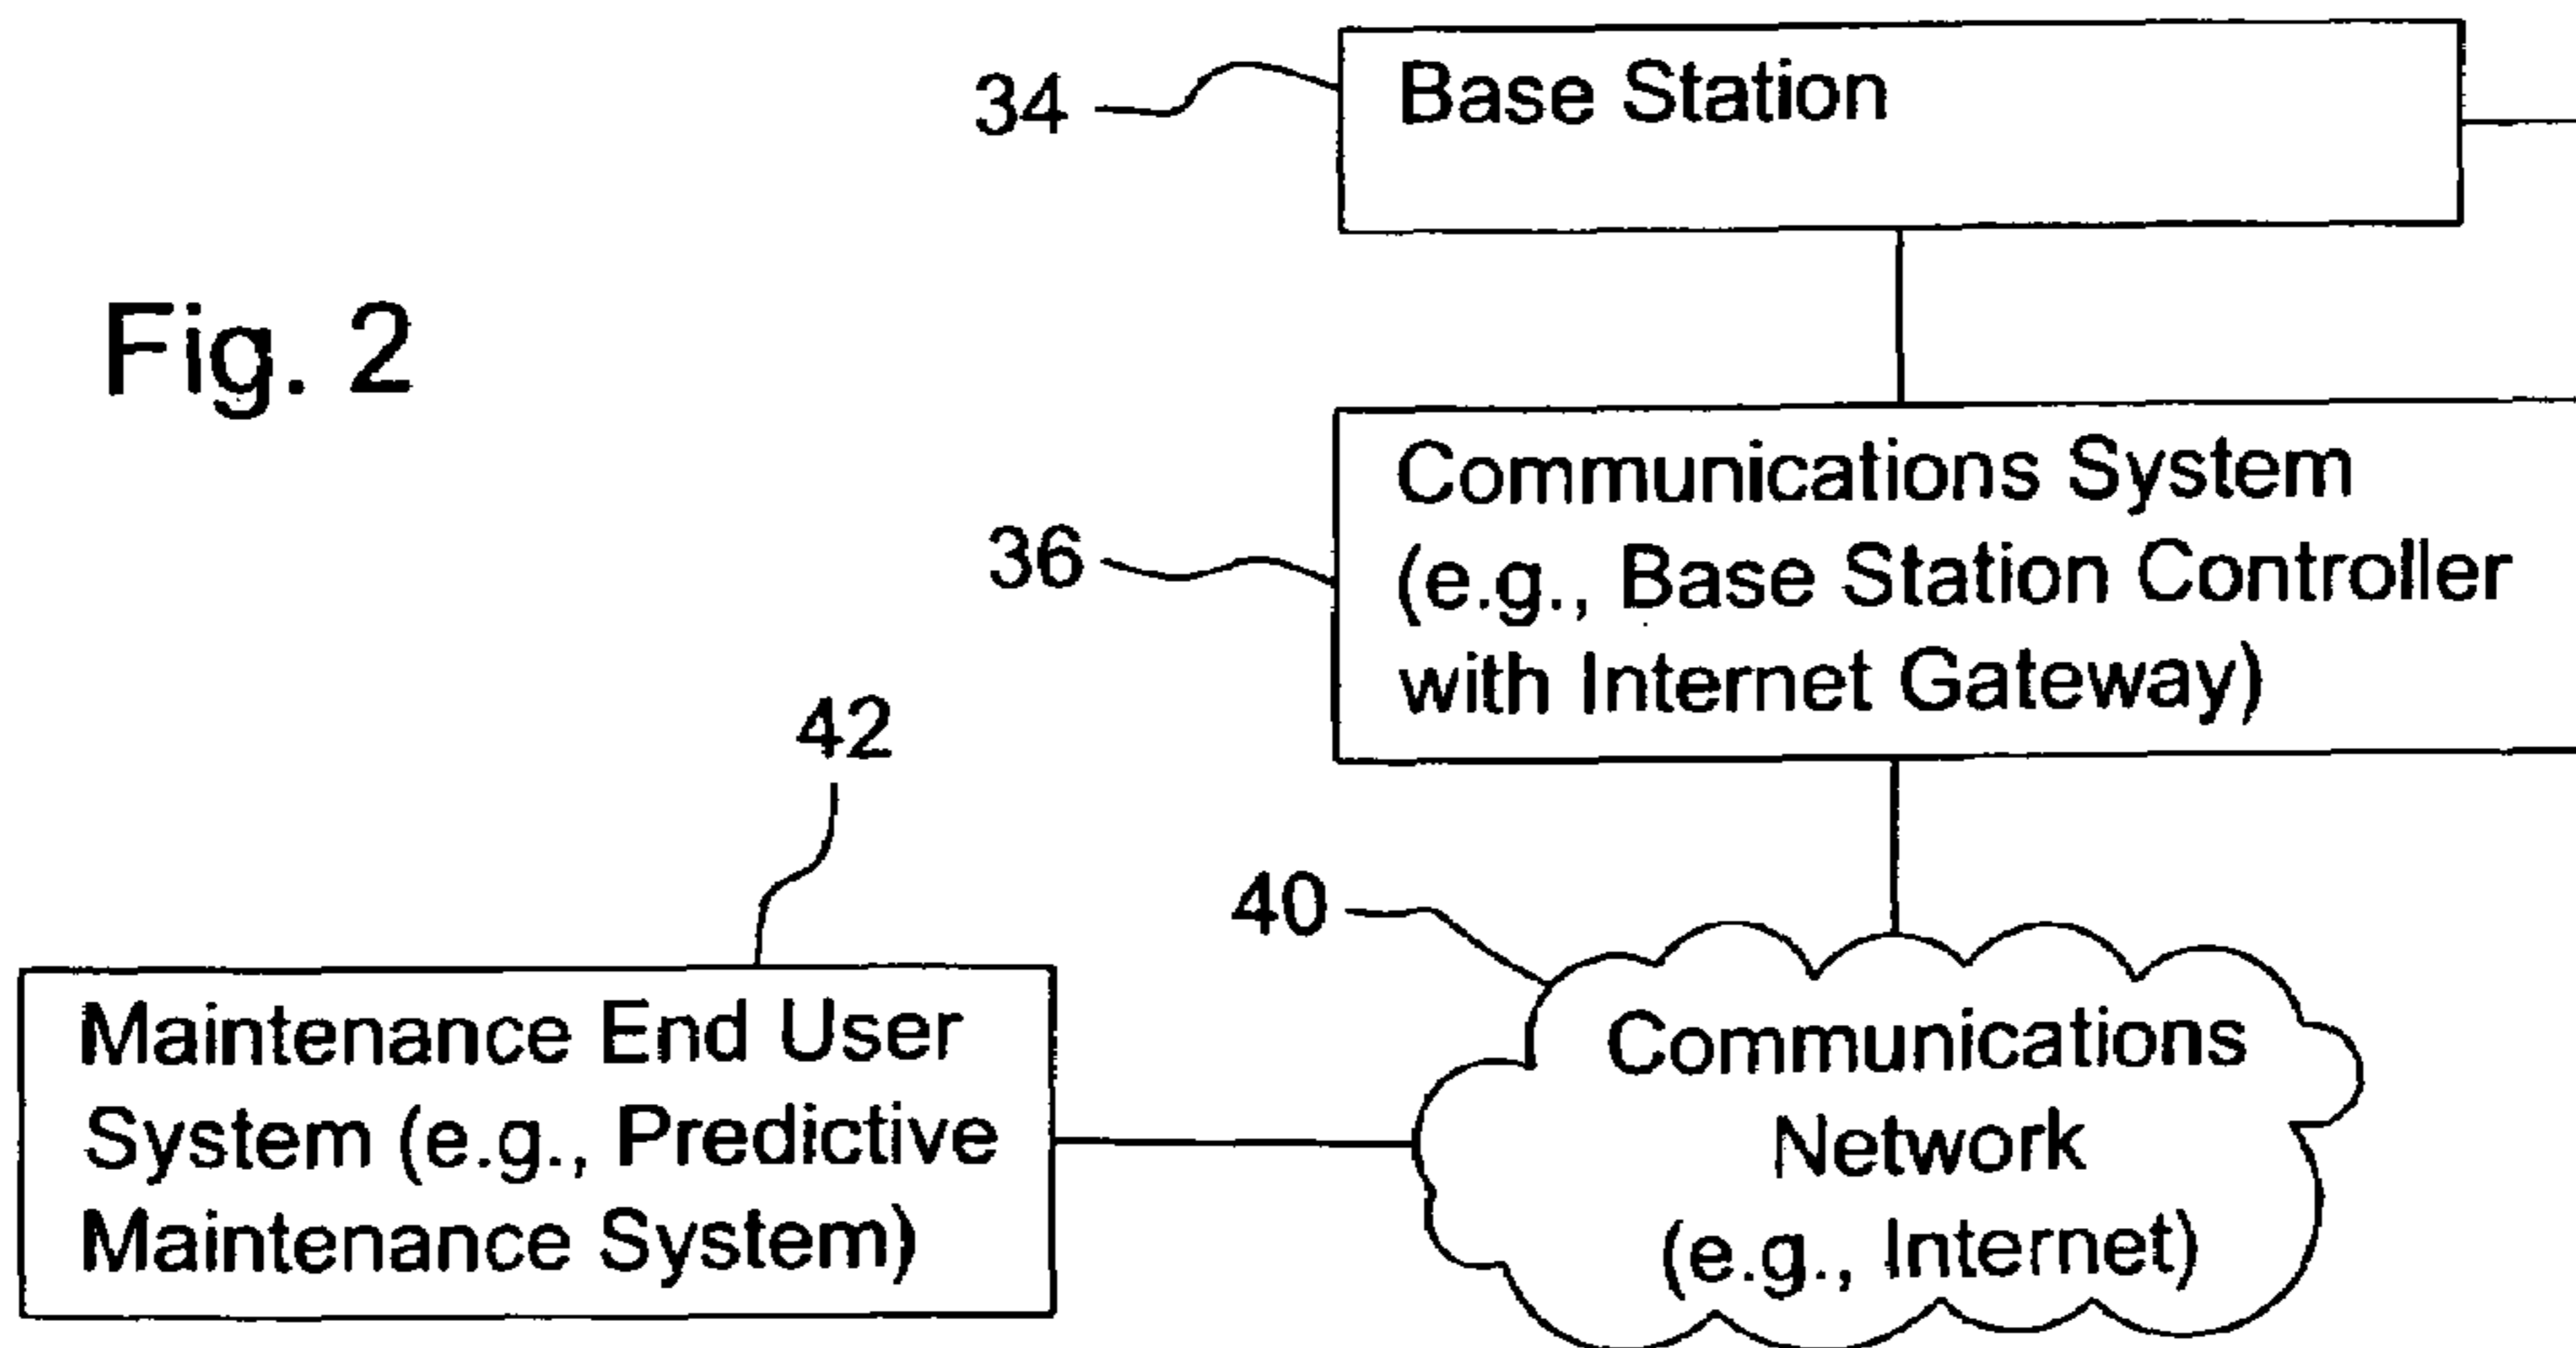 34
Base Station
Fig. 2
36
Communications System
(e.g., Base Station Controller
with Internet Gateway)
42
40
Maintenance End User
System (e.g., Predictive
Maintenance System)
Communications
Network
(e.g., Internet)